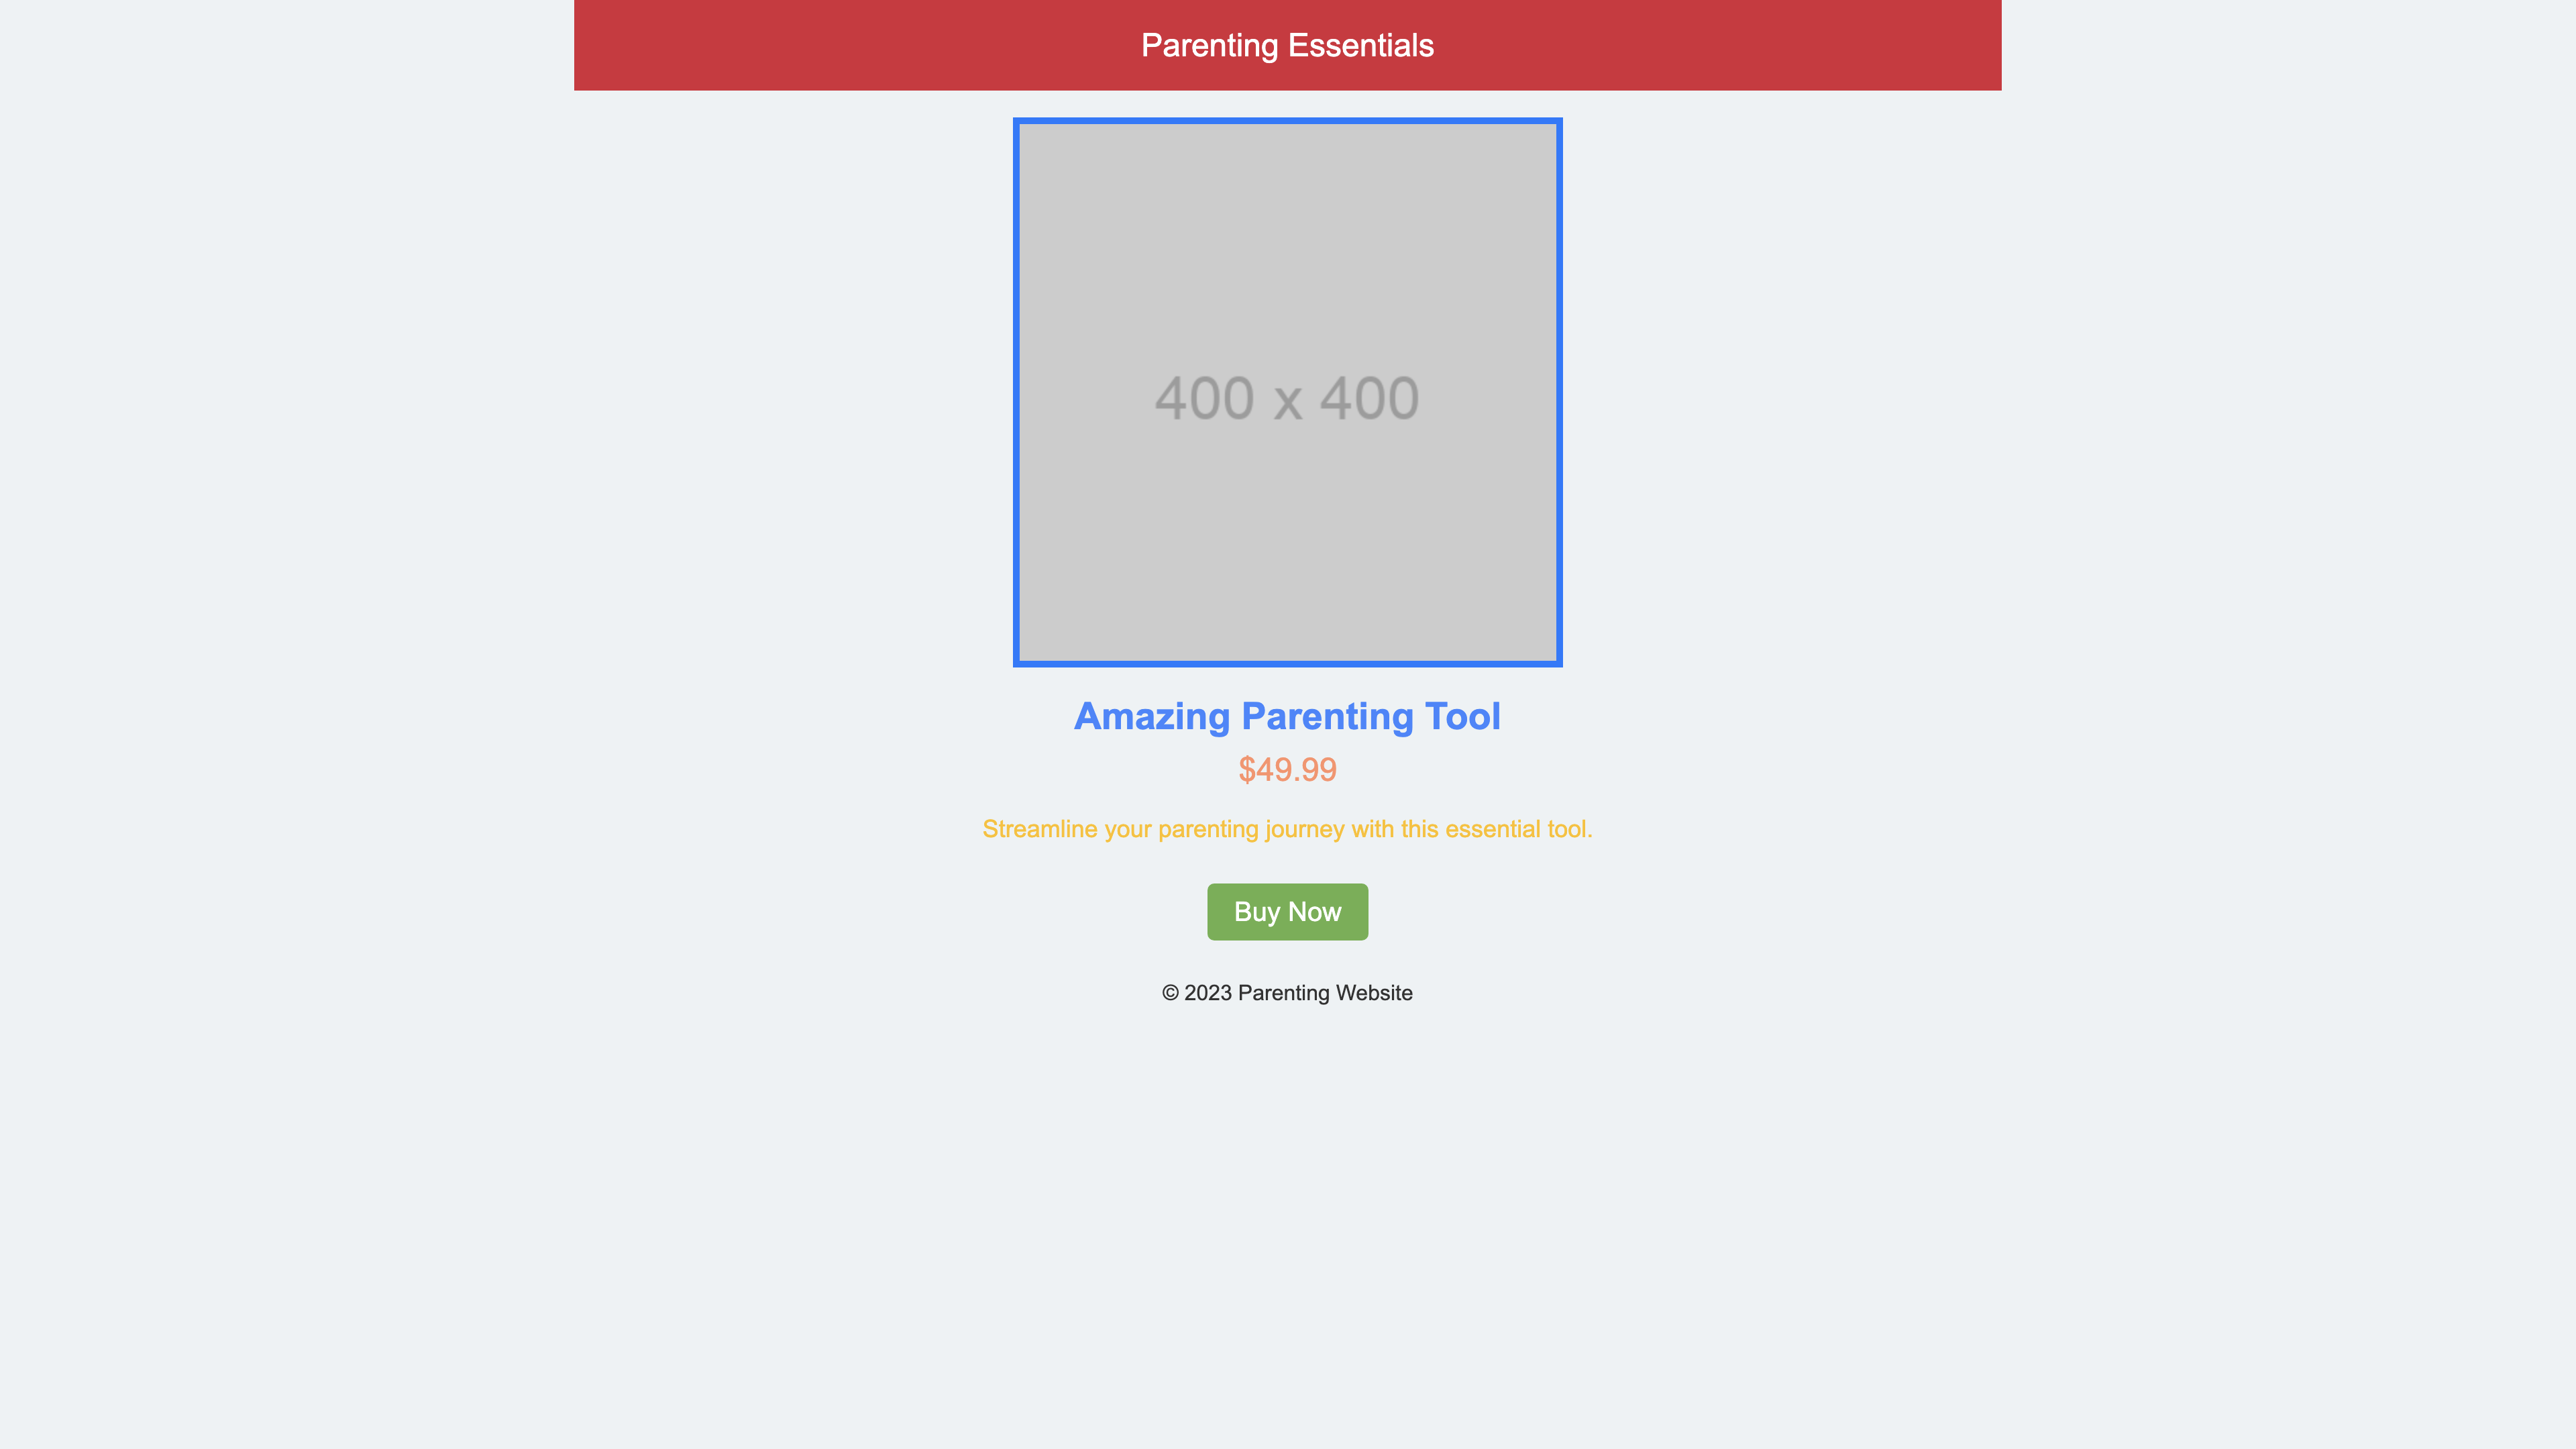 Parenting Essentials
400 x 400
Amazing Parenting Tool
$49.99
Streamline your parenting journey with this essential tool.
Buy Now
© 2023 Parenting Website